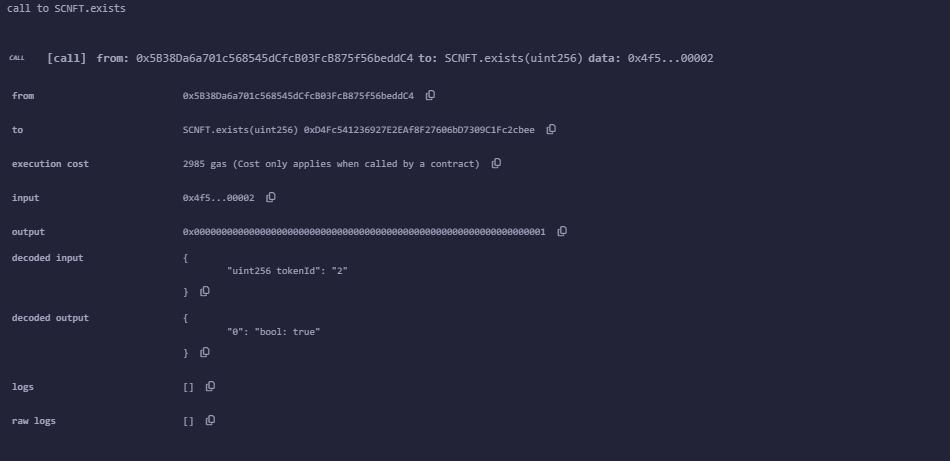 call to SCNFT.exists
CALL [call] from: 0x5B38Da6a701c568545dCfcB03FcB875f56beddC4 to: SCNFT.exists(uint256) data: 0x4f5...00002
from 0x5B38Da6a701c568545dCfcB03FcB875f56beddC4
to SCNFT.exists(uint256) 0xD4Fc541236927E2EAf8F27606bD7309C1Fc2cbee
execution cost 2985 gas (Cost only applies when called by a contract)
input 0x4f5...00002
output 0x0000000000000000000000000000000000000000000000000000000000000001
decoded input {
"uint256 tokenId": "2"
}
decoded output {
"0": "bool: true"
}
logs []
raw logs []